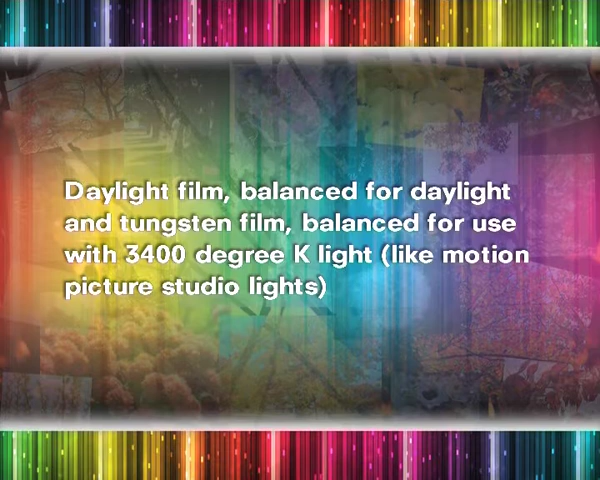 Daylight film, balanced for daylight
and tungsten film, balanced for use
with 3400 degree K light (like motion
picture studio lights)